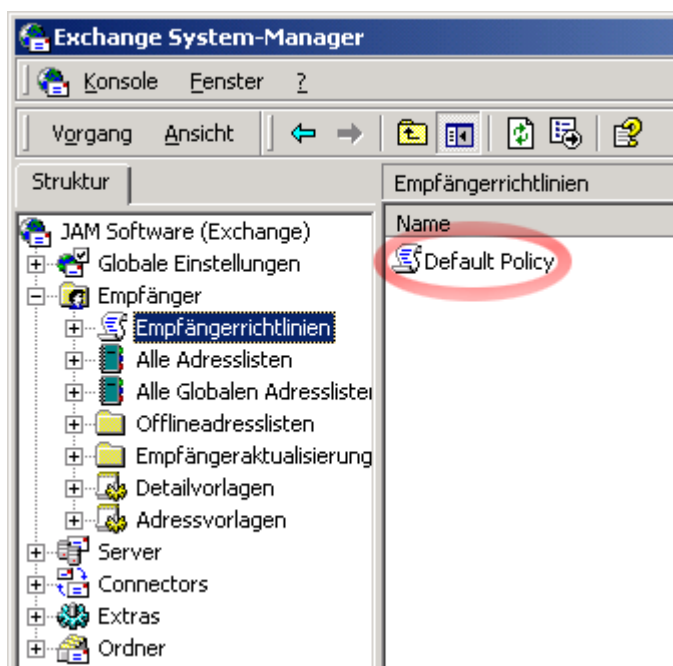 Exchange System-Manager
Konsole Fenster ?
Vorgang Ansicht
Struktur
Empfängerrichtlinien
Name
JAM Software (Exchange)
Default Policy
Globale Einstellungen
Empfänger
Empfängerrichtlinien
Alle Adresslisten
Alle Globalen Adresslisten
Offlineadresslisten
Empfängeraktualisierung
Detailvorlagen
Adressvorlagen
Server
Connectors
Extras
Ordner